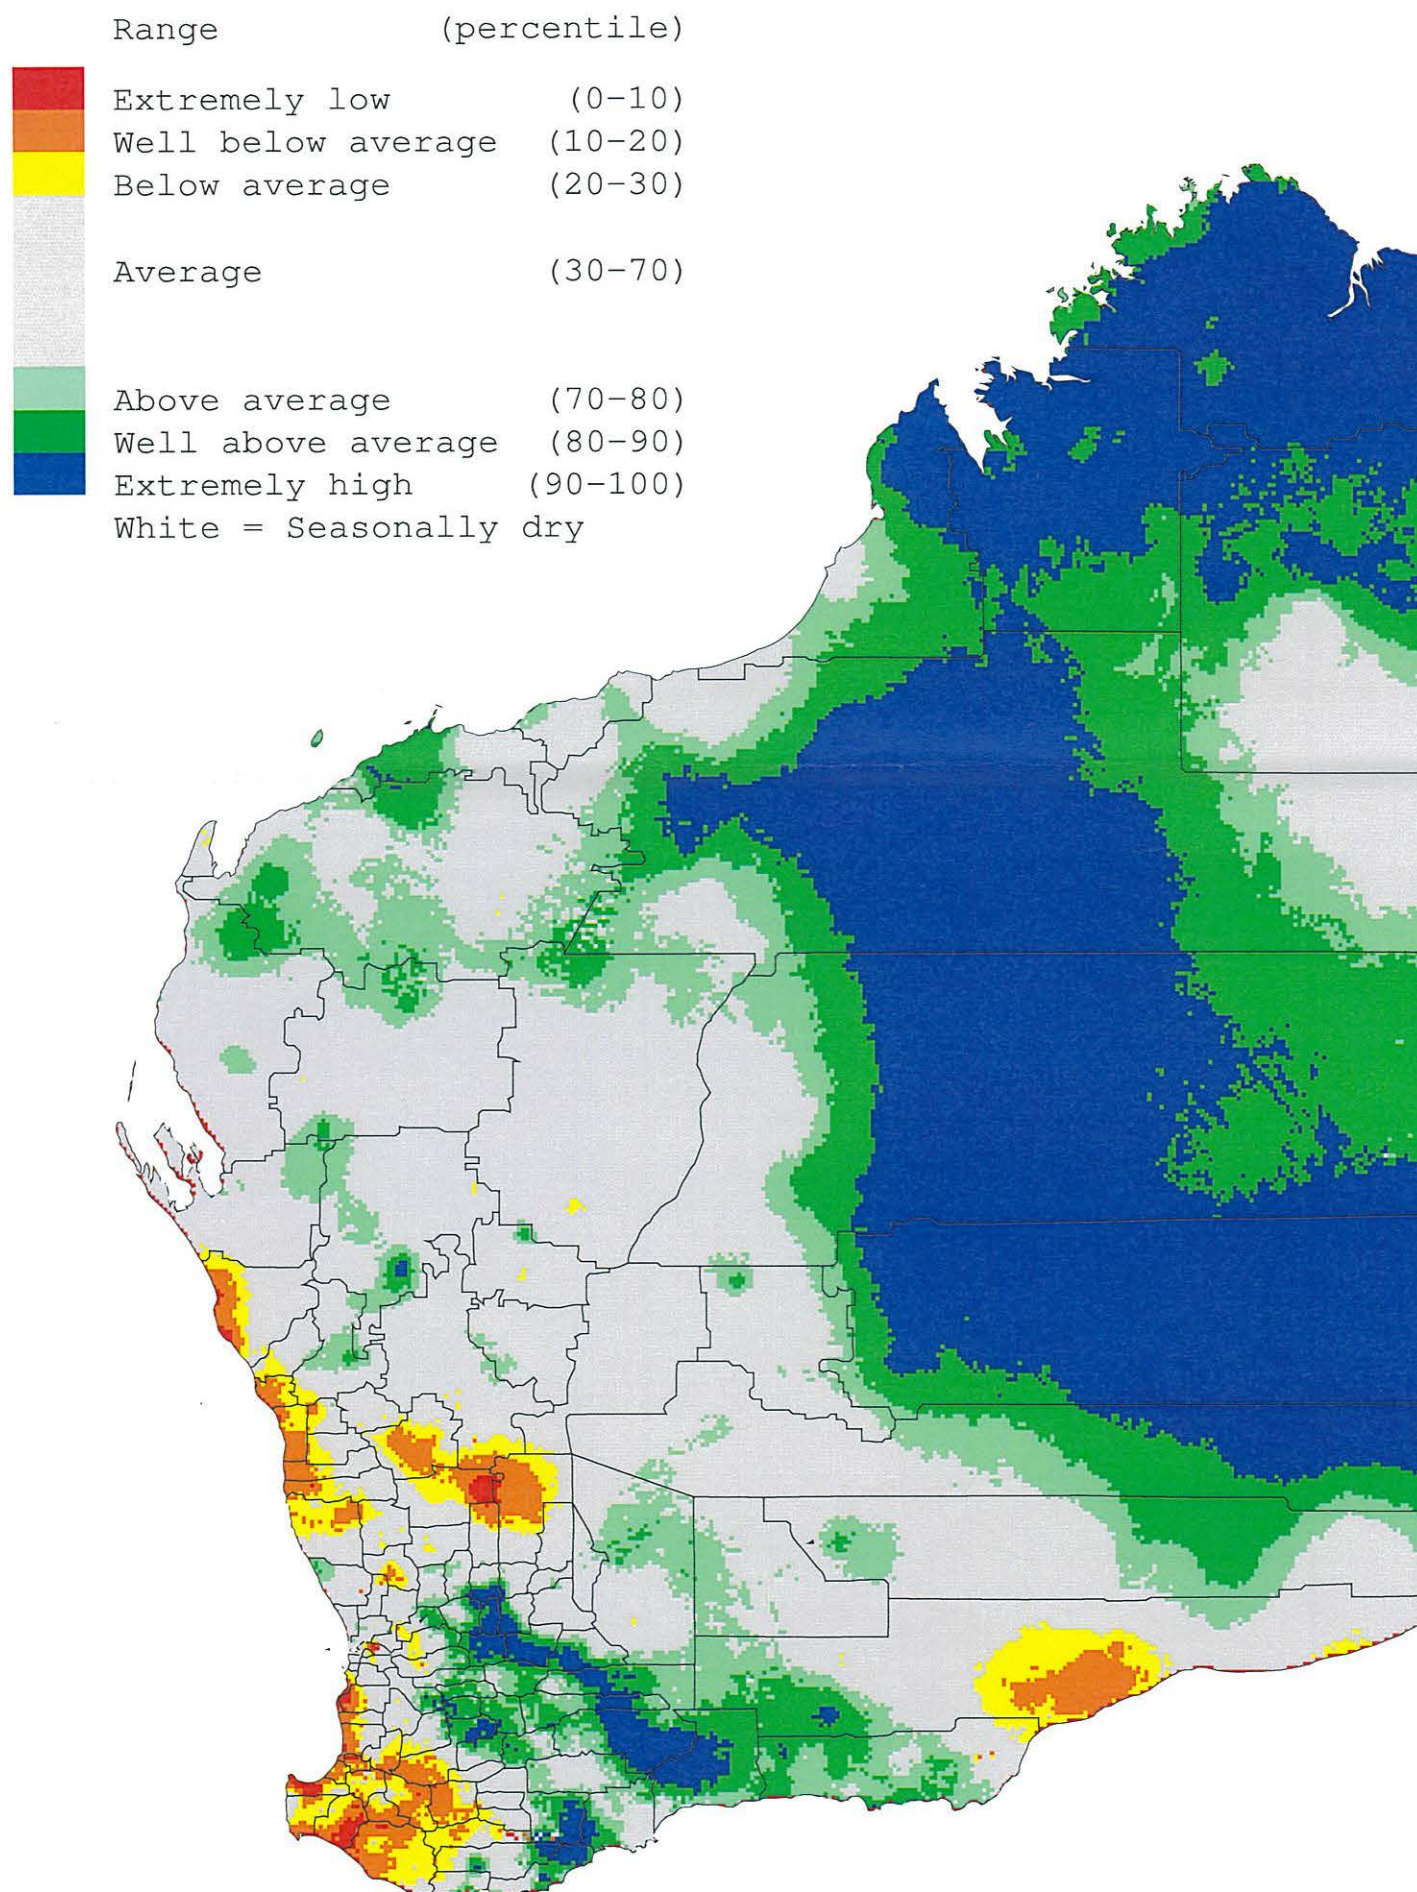 Range (percentile)
Extremely low (0-10)
Well below average (10-20)
Below average (20-30)
Average (30-70)
Above average (70-80)
Well above average (80-90)
Extremely high (90-100)
White = Seasonally dry